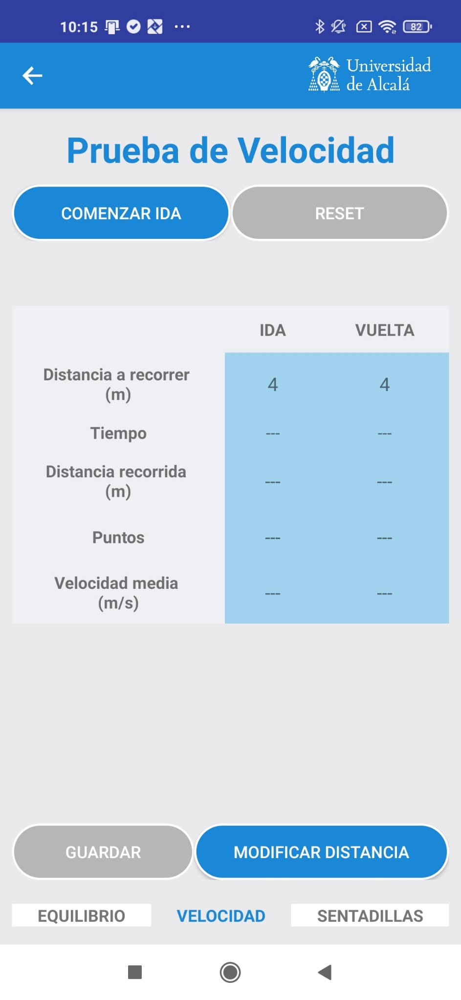 10:15
82
Universidad
de Alcalá
Prueba de Velocidad
COMENZAR IDA RESET
IDA VUELTA
Distancia a recorrer
(m)
4 4
Tiempo --- ---
Distancia recorrida
(m)
--- ---
Puntos --- ---
Velocidad media
(m/s)
--- ---
GUARDAR MODIFICAR DISTANCIA
EQUILIBRIO VELOCIDAD SENTADILLAS